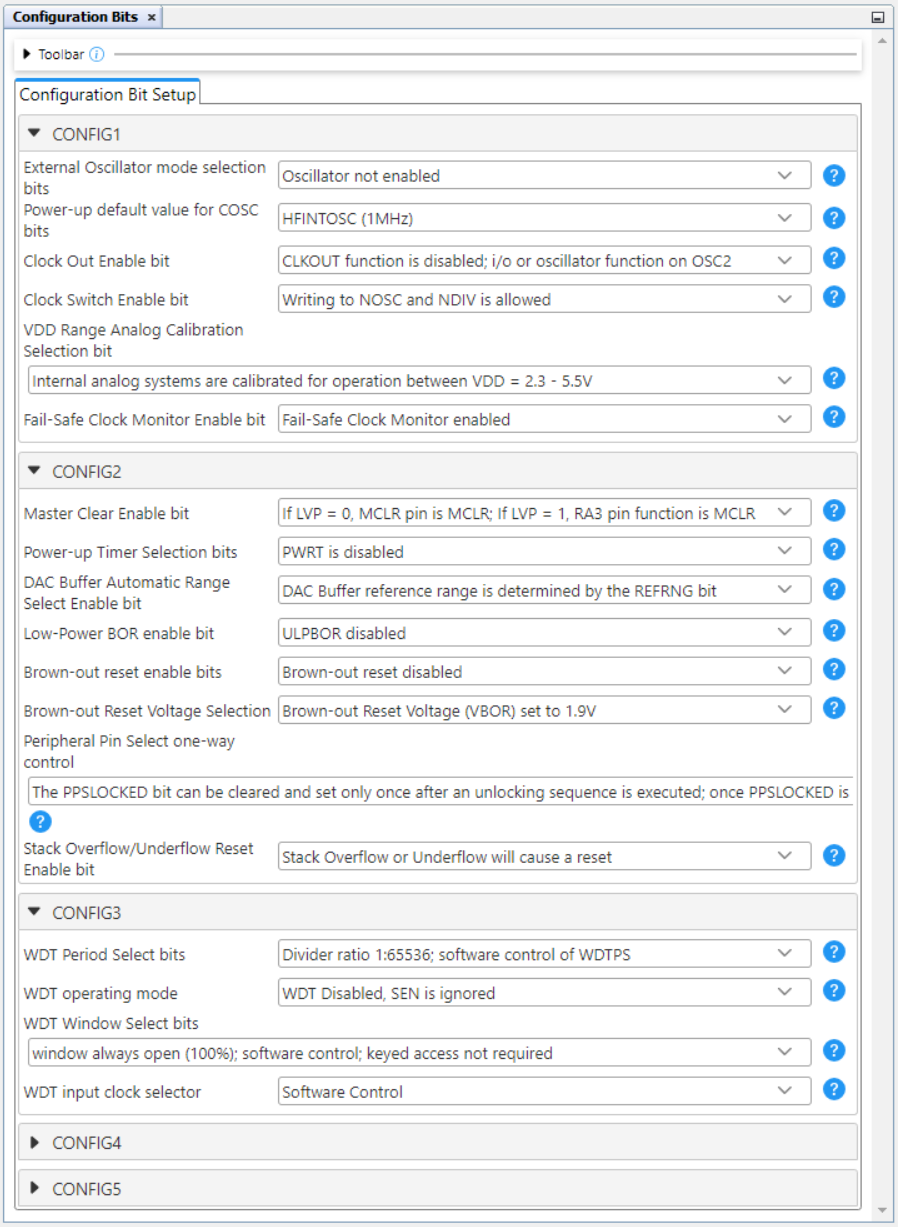 Configuration Bits ×
Toolbar
Configuration Bit Setup
CONFIG1
External Oscillator mode selection
bits
Oscillator not enabled
Power-up default value for COSC
bits
HFINTOSC (1MHz)
Clock Out Enable bit
CLKOUT function is disabled; i/o or oscillator function on OSC2
Clock Switch Enable bit
Writing to NOSC and NDIV is allowed
VDD Range Analog Calibration
Selection bit
Internal analog systems are calibrated for operation between VDD = 2.3 - 5.5V
Fail-Safe Clock Monitor Enable bit
Fail-Safe Clock Monitor enabled
CONFIG2
Master Clear Enable bit
If LVP = 0, MCLR pin is MCLR; If LVP = 1, RA3 pin function is MCLR
Power-up Timer Selection bits
PWRT is disabled
DAC Buffer Automatic Range
Select Enable bit
DAC Buffer reference range is determined by the REFRNG bit
Low-Power BOR enable bit
ULPBOR disabled
Brown-out reset enable bits
Brown-out reset disabled
Brown-out Reset Voltage Selection
Brown-out Reset Voltage (VBOR) set to 1.9V
Peripheral Pin Select one-way
control
The PPSLOCKED bit can be cleared and set only once after an unlocking sequence is executed; once PPSLOCKED is
Stack Overflow/Underflow Reset
Enable bit
Stack Overflow or Underflow will cause a reset
CONFIG3
WDT Period Select bits
Divider ratio 1:65536; software control of WDTPS
WDT operating mode
WDT Disabled, SEN is ignored
WDT Window Select bits
window always open (100%); software control; keyed access not required
WDT input clock selector
Software Control
CONFIG4
CONFIG5